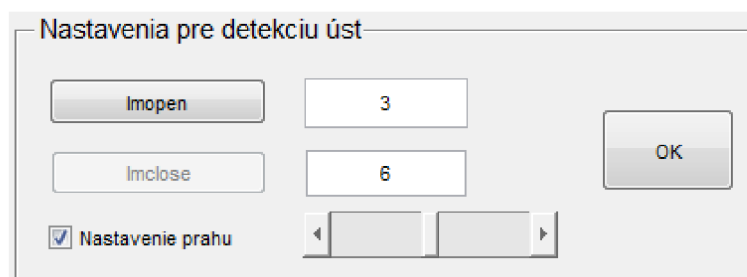 Nastavenia pre detekciu úst
Imopen 3
Imclose 6
OK
Nastavenie prahu